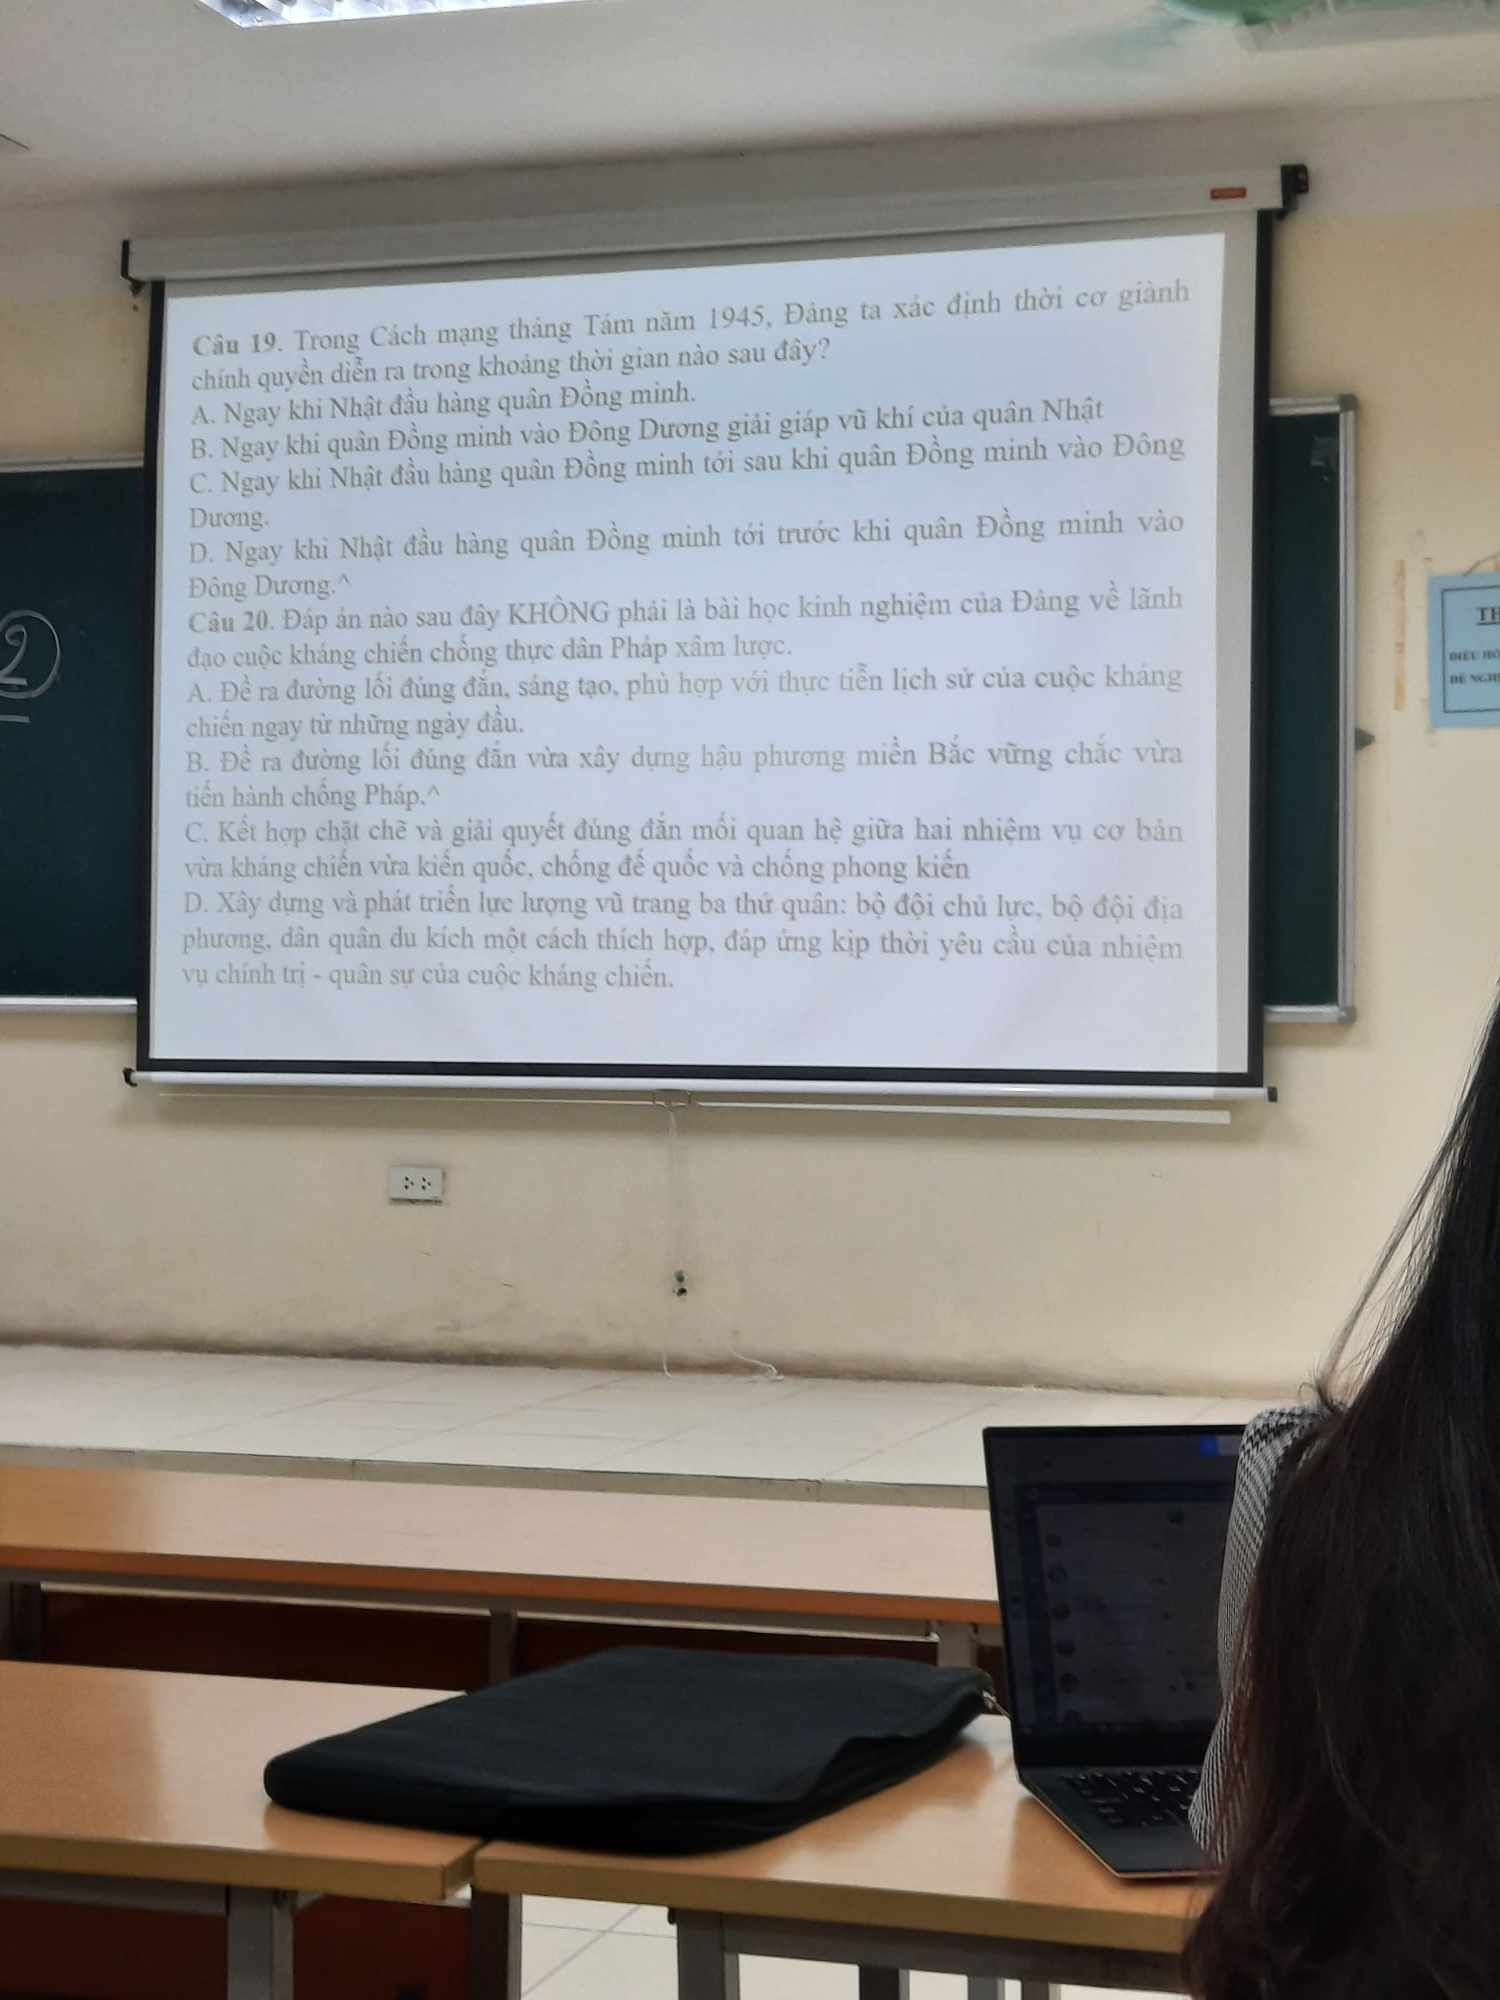 Câu 19. Trong Cách mạng tháng Tám năm 1945, Đảng ta xác định thời cơ giành
chính quyền diễn ra trong khoảng thời gian nào sau đây?
A. Ngay khi Nhật đầu hàng quân Đồng minh.
B. Ngay khi quân Đồng minh vào Đông Dương giải giáp vũ khí của quân Nhật
C. Ngay khi Nhật đầu hàng quân Đồng minh tới sau khi quân Đồng minh vào Đông
Dương.
D. Ngay khi Nhật đầu hàng quân Đồng minh tới trước khi quân Đồng minh vào
Đông Dương.^
Câu 20. Đáp án nào sau đây KHÔNG phải là bài học kinh nghiệm của Đảng về lãnh
đạo cuộc kháng chiến chống thực dân Pháp xâm lược.
A. Đề ra đường lối đúng đắn, sáng tạo, phù hợp với thực tiễn lịch sử của cuộc kháng
chiến ngay từ những ngày đầu.
B. Đề ra đường lối đúng đắn vừa xây dựng hậu phương miền Bắc vững chắc vừa
tiến hành chống Pháp.^
C. Kết hợp chặt chẽ và giải quyết đúng đắn mối quan hệ giữa hai nhiệm vụ cơ bản
vừa kháng chiến vừa kiến quốc, chống đế quốc và chống phong kiến
D. Xây dựng và phát triển lực lượng vũ trang ba thứ quân: bộ đội chủ lực, bộ đội địa
phương, dân quân du kích một cách thích hợp, đáp ứng kịp thời yêu cầu của nhiệm
vụ chính trị - quân sự của cuộc kháng chiến.
2
TH
ĐIỀU HÒ
ĐỀ NGH